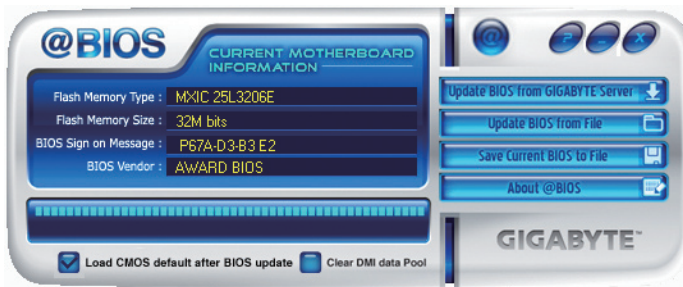 @BIOS
CURRENT MOTHERBOARD
INFORMATION
Flash Memory Type : MXIC 25L3206E
Flash Memory Size : 32M bits
BIOS Sign on Message : P67A-D3-B3 E2
BIOS Vendor : AWARD BIOS
Load CMOS default after BIOS update Clear DMI data Pool
@ ? – x
Update BIOS from GIGABYTE Server
Update BIOS from File
Save Current BIOS to File
About @BIOS
GIGABYTE™